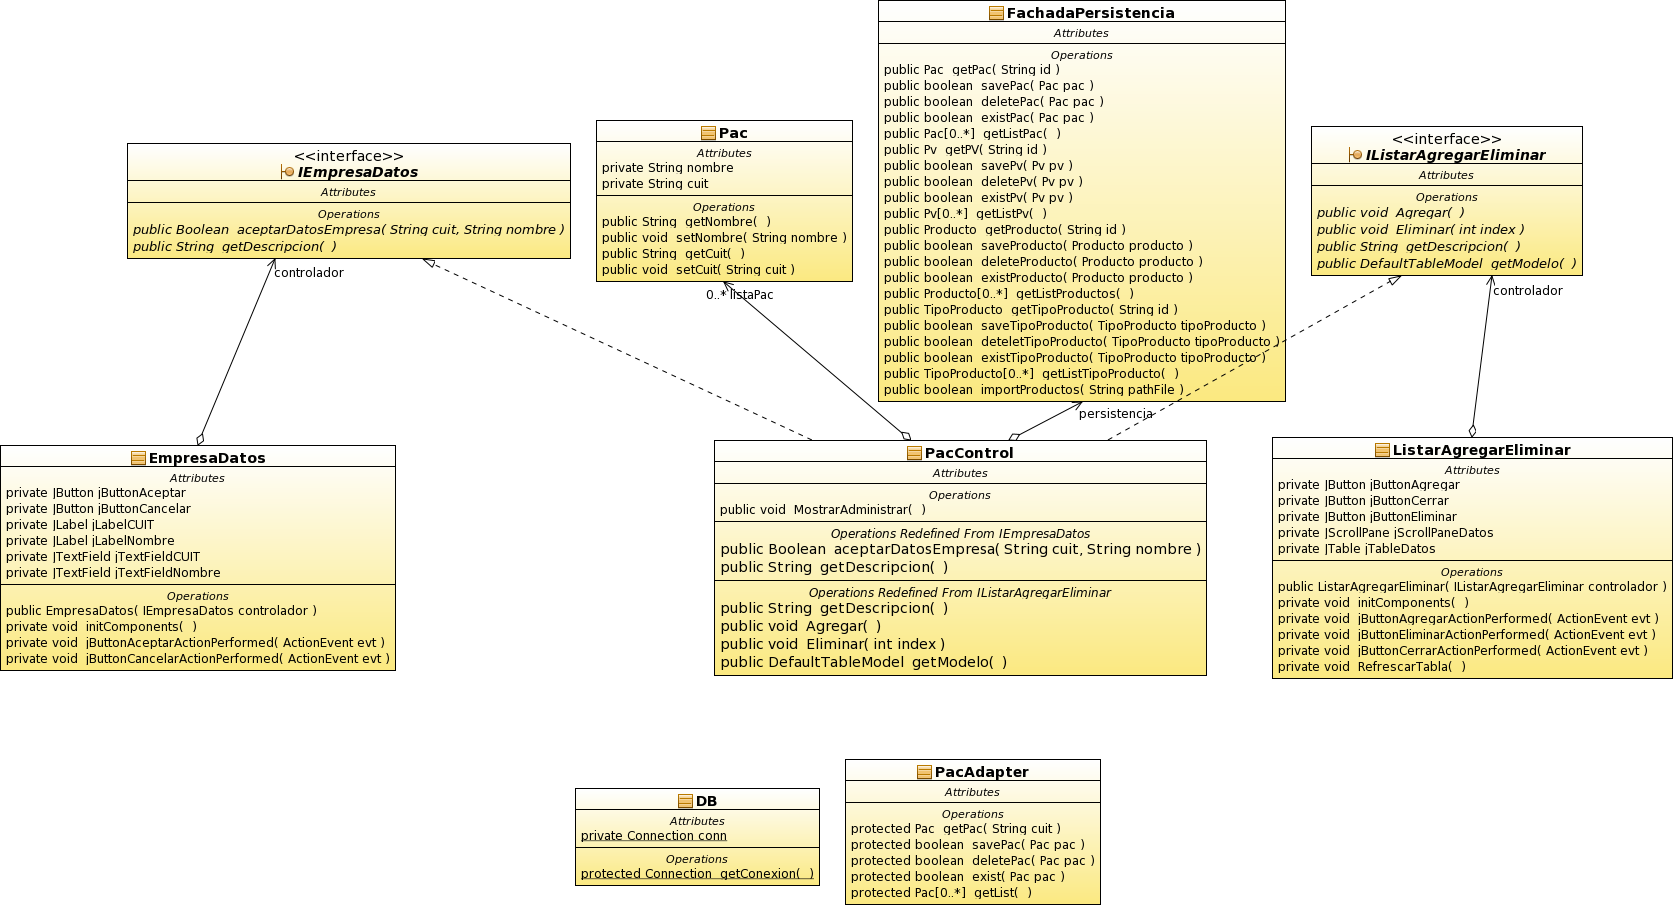 FachadaPersistencia
Attributes
Operations
public Pac  getPac( String id )
public boolean  savePac( Pac pac )
public boolean  deletePac( Pac pac )
public boolean  existPac( Pac pac )
public Pac[0..*]  getListPac(  )
public Pv  getPV( String id )
public boolean  savePv( Pv pv )
public boolean  deletePv( Pv pv )
public boolean  existPv( Pv pv )
public Pv[0..*]  getListPv(  )
public Producto  getProducto( String id )
public boolean  saveProducto( Producto producto )
public boolean  deleteProducto( Producto producto )
public boolean  existProducto( Producto producto )
public Producto[0..*]  getListProductos(  )
public TipoProducto  getTipoProducto( String id )
public boolean  saveTipoProducto( TipoProducto tipoProducto )
public boolean  deteletTipoProducto( TipoProducto tipoProducto )
public boolean  existTipoProducto( TipoProducto tipoProducto )
public TipoProducto[0..*]  getListTipoProducto(  )
public boolean  importProductos( String pathFile )
Pac
Attributes
private String nombre
private String cuit
Operations
public String  getNombre(  )
public void  setNombre( String nombre )
public String  getCuit(  )
public void  setCuit( String cuit )
<<interface>>
IEmpresaDatos
Attributes
Operations
public Boolean  aceptarDatosEmpresa( String cuit, String nombre )
public String  getDescripcion(  )
<<interface>>
IListarAgregarEliminar
Attributes
Operations
public void  Agregar(  )
public void  Eliminar( int index )
public String  getDescripcion(  )
public DefaultTableModel  getModelo(  )
controlador
0..* listaPac
controlador
persistencia
EmpresaDatos
Attributes
private JButton jButtonAceptar
private JButton jButtonCancelar
private JLabel jLabelCUIT
private JLabel jLabelNombre
private JTextField jTextFieldCUIT
private JTextField jTextFieldNombre
Operations
public EmpresaDatos( IEmpresaDatos controlador )
private void  initComponents(  )
private void  jButtonAceptarActionPerformed( ActionEvent evt )
private void  jButtonCancelarActionPerformed( ActionEvent evt )
PacControl
Attributes
Operations
public void  MostrarAdministrar(  )
Operations Redefined From IEmpresaDatos
public Boolean  aceptarDatosEmpresa( String cuit, String nombre )
public String  getDescripcion(  )
Operations Redefined From IListarAgregarEliminar
public String  getDescripcion(  )
public void  Agregar(  )
public void  Eliminar( int index )
public DefaultTableModel  getModelo(  )
ListarAgregarEliminar
Attributes
private JButton jButtonAgregar
private JButton jButtonCerrar
private JButton jButtonEliminar
private JScrollPane jScrollPaneDatos
private JTable jTableDatos
Operations
public ListarAgregarEliminar( IListarAgregarEliminar controlador )
private void  initComponents(  )
private void  jButtonAgregarActionPerformed( ActionEvent evt )
private void  jButtonEliminarActionPerformed( ActionEvent evt )
private void  jButtonCerrarActionPerformed( ActionEvent evt )
private void  RefrescarTabla(  )
DB
Attributes
private Connection conn
Operations
protected Connection  getConexion(  )
PacAdapter
Attributes
Operations
protected Pac  getPac( String cuit )
protected boolean  savePac( Pac pac )
protected boolean  deletePac( Pac pac )
protected boolean  exist( Pac pac )
protected Pac[0..*]  getList(  )